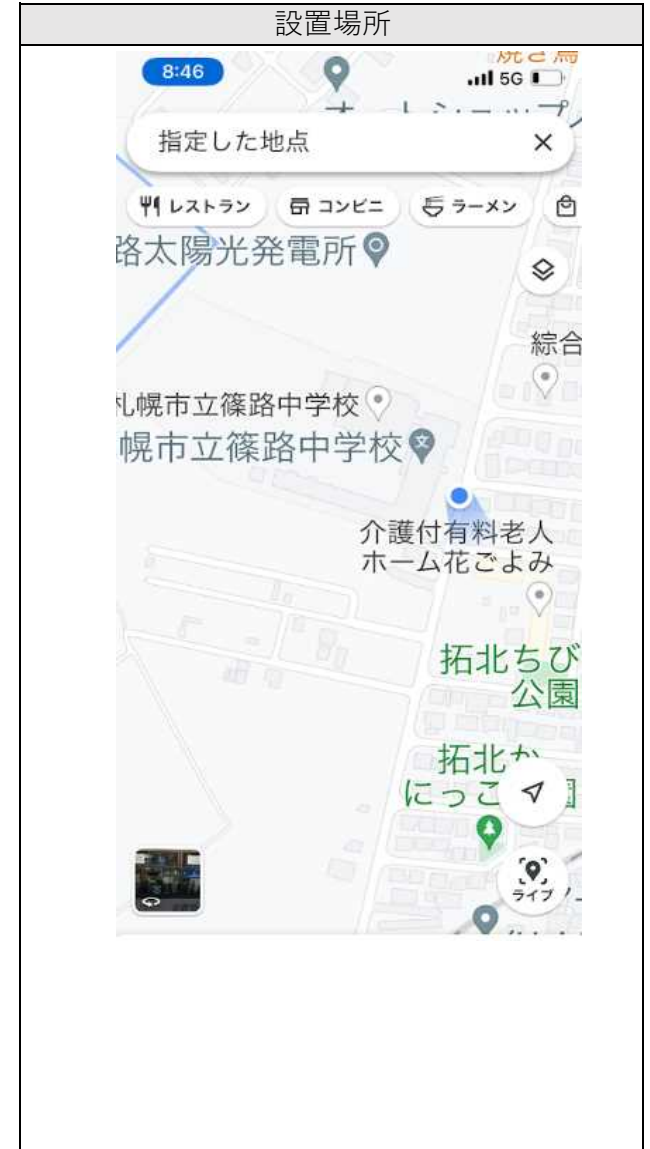 設置場所
8:46
5G
指定した地点
レストラン
コンビニ
ラーメン
路太陽光発電所
綜合
札幌市立篠路中学校
幌市立篠路中学校
介護付有料老人
ホーム花ごよみ
拓北ちび
公園
拓北か
にっこ
ライブ